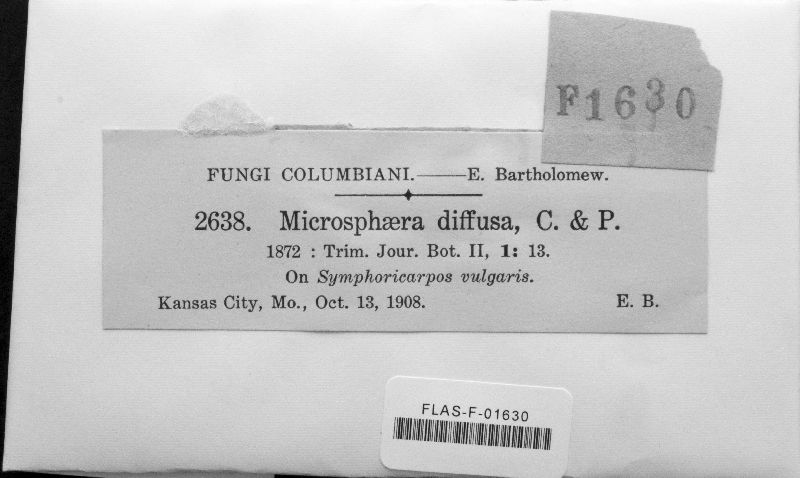 F1630
FUNGI COLUMBIANI.——E. Bartholomew.
2638. Microsphæra diffusa, C. & P.
1872 : Trim. Jour. Bot. II, 1: 13.
On Symphoricarpos vulgaris.
Kansas City, Mo., Oct. 13, 1908. E. B.
FLAS-F-01630